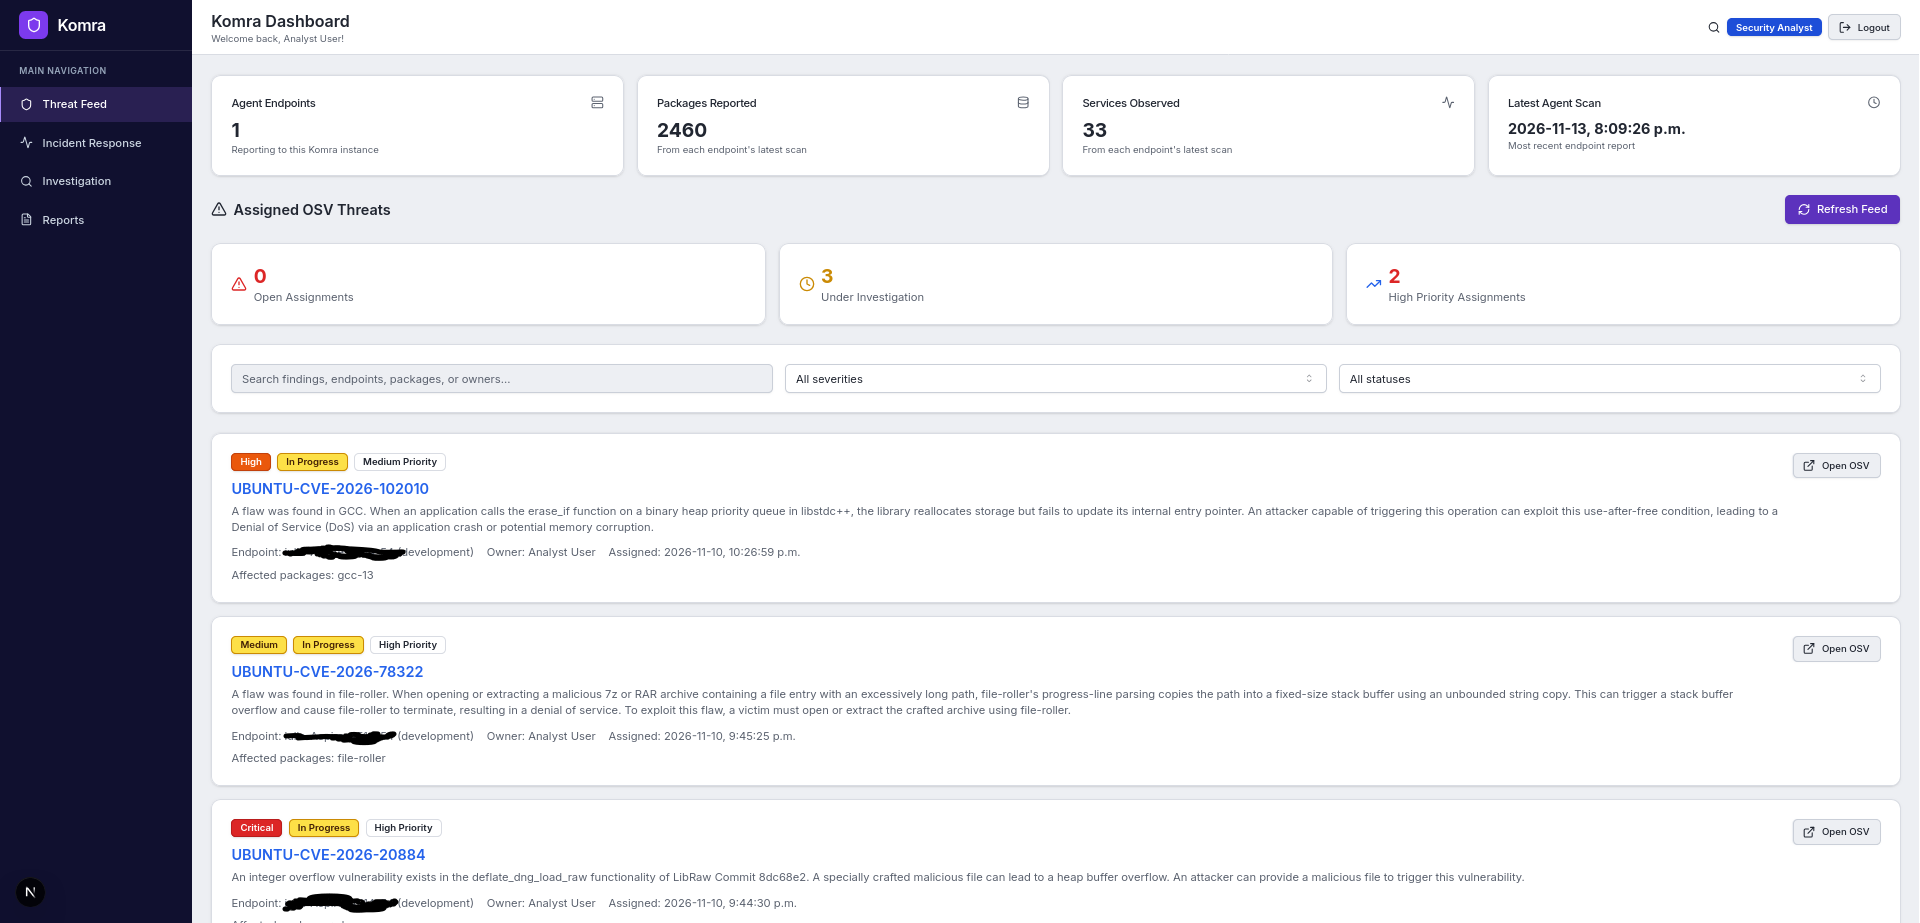 Komra
MAIN NAVIGATION
Threat Feed
Incident Response
Investigation
Reports
Komra Dashboard
Welcome back, Analyst User!
Security Analyst
Logout
Agent Endpoints
1
Reporting to this Komra instance
Packages Reported
2460
From each endpoint's latest scan
Services Observed
33
From each endpoint's latest scan
Latest Agent Scan
2026-11-13, 8:09:26 p.m.
Most recent endpoint report
Assigned OSV Threats
Refresh Feed
0
Open Assignments
3
Under Investigation
2
High Priority Assignments
Search findings, endpoints, packages, or owners...
All severities
All statuses
High In Progress Medium Priority
Open OSV
UBUNTU-CVE-2026-102010
A flaw was found in GCC. When an application calls the erase_if function on a binary heap priority queue in libstdc++, the library reallocates storage but fails to update its internal entry pointer. An attacker capable of triggering this operation can exploit this use-after-free condition, leading to a
Denial of Service (DoS) via an application crash or potential memory corruption.
Endpoint: (development) Owner: Analyst User Assigned: 2026-11-10, 10:26:59 p.m.
Affected packages: gcc-13
Medium In Progress High Priority
Open OSV
UBUNTU-CVE-2026-78322
A flaw was found in file-roller. When opening or extracting a malicious 7z or RAR archive containing a file entry with an excessively long path, file-roller's progress-line parsing copies the path into a fixed-size stack buffer using an unbounded string copy. This can trigger a stack buffer
overflow and cause file-roller to terminate, resulting in a denial of service. To exploit this flaw, a victim must open or extract the crafted archive using file-roller.
Endpoint: (development) Owner: Analyst User Assigned: 2026-11-10, 9:45:25 p.m.
Affected packages: file-roller
Critical In Progress High Priority
Open OSV
UBUNTU-CVE-2026-20884
An integer overflow vulnerability exists in the deflate_dng_load_raw functionality of LibRaw Commit 8dc68e2. A specially crafted malicious file can lead to a heap buffer overflow. An attacker can provide a malicious file to trigger this vulnerability.
Endpoint: (development) Owner: Analyst User Assigned: 2026-11-10, 9:44:30 p.m.
N